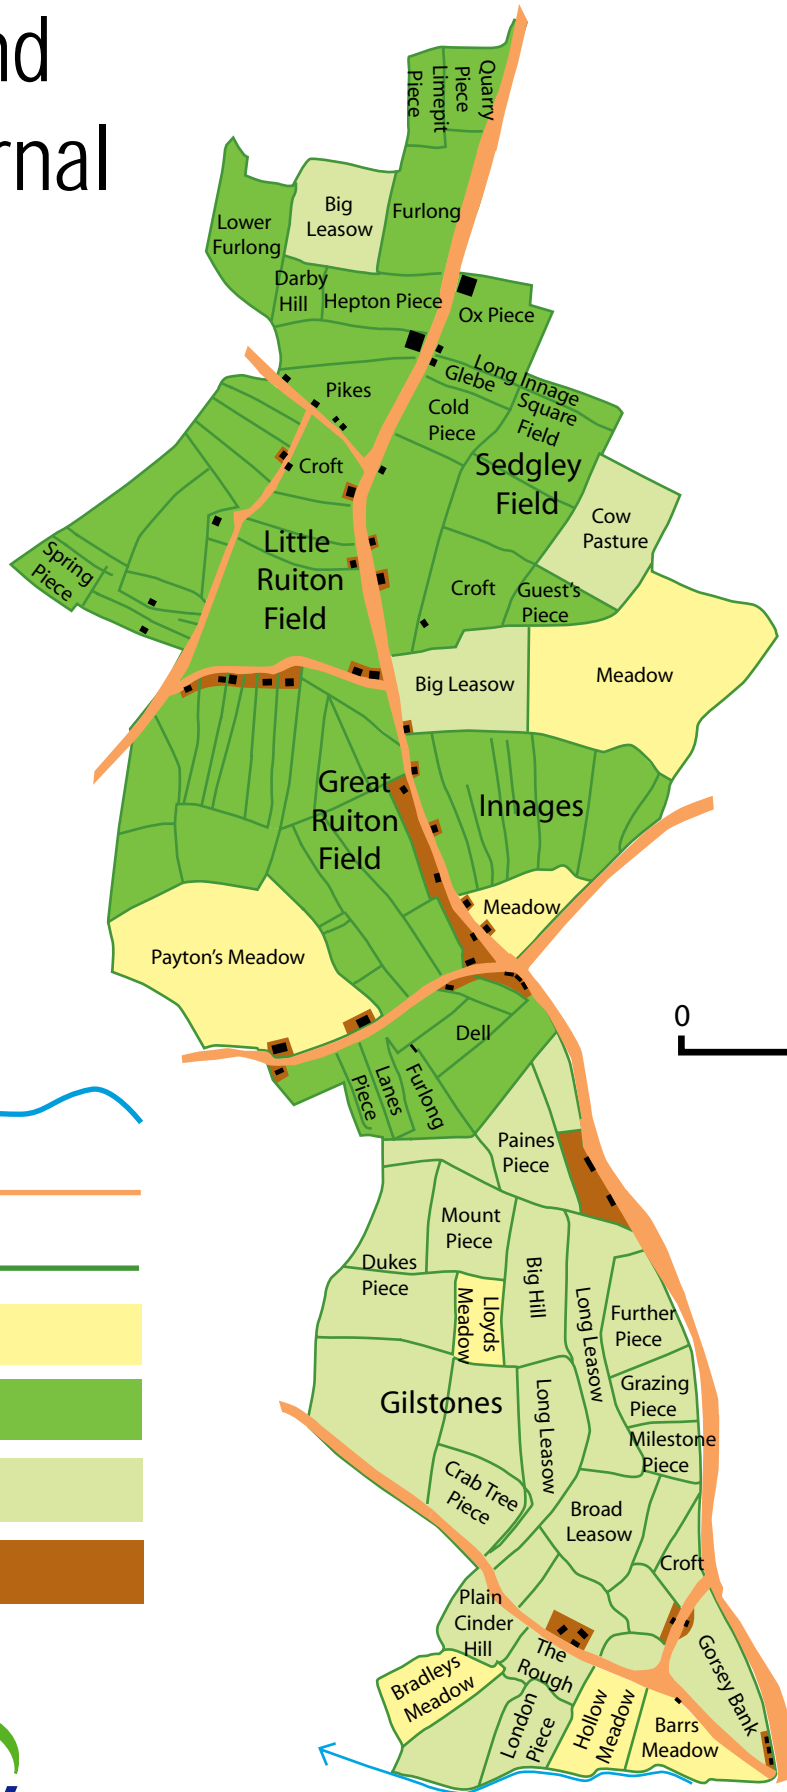 nd
rnal
Quarry
Piece
Limepit
Piece
Lower
Furlong
Big
Leasow
Furlong
Darby
Hill
Hepton Piece
Ox Piece
Long Innage
Glebe
Square
Field
Pikes
Cold
Piece
Croft
Sedgley
Field
Cow
Pasture
Little
Ruiton
Field
Spring
Piece
Croft
Guest's
Piece
Big Leasow
Meadow
Great
Ruiton
Field
Innages
Meadow
Payton's Meadow
0
Dell
Furlong
Lanes
Piece
Paines
Piece
Mount
Piece
Dukes
Piece
Lloyds
Meadow
Big Hill
Long Leasow
Further
Piece
Grazing
Piece
Gilstones
Long Leasow
Milestone
Piece
Crab Tree
Piece
Broad
Leasow
Croft
Plain
Cinder
Hill
The
Rough
Gorsey Bank
Bradleys
Meadow
London
Piece
Hollow
Meadow
Barrs
Meadow